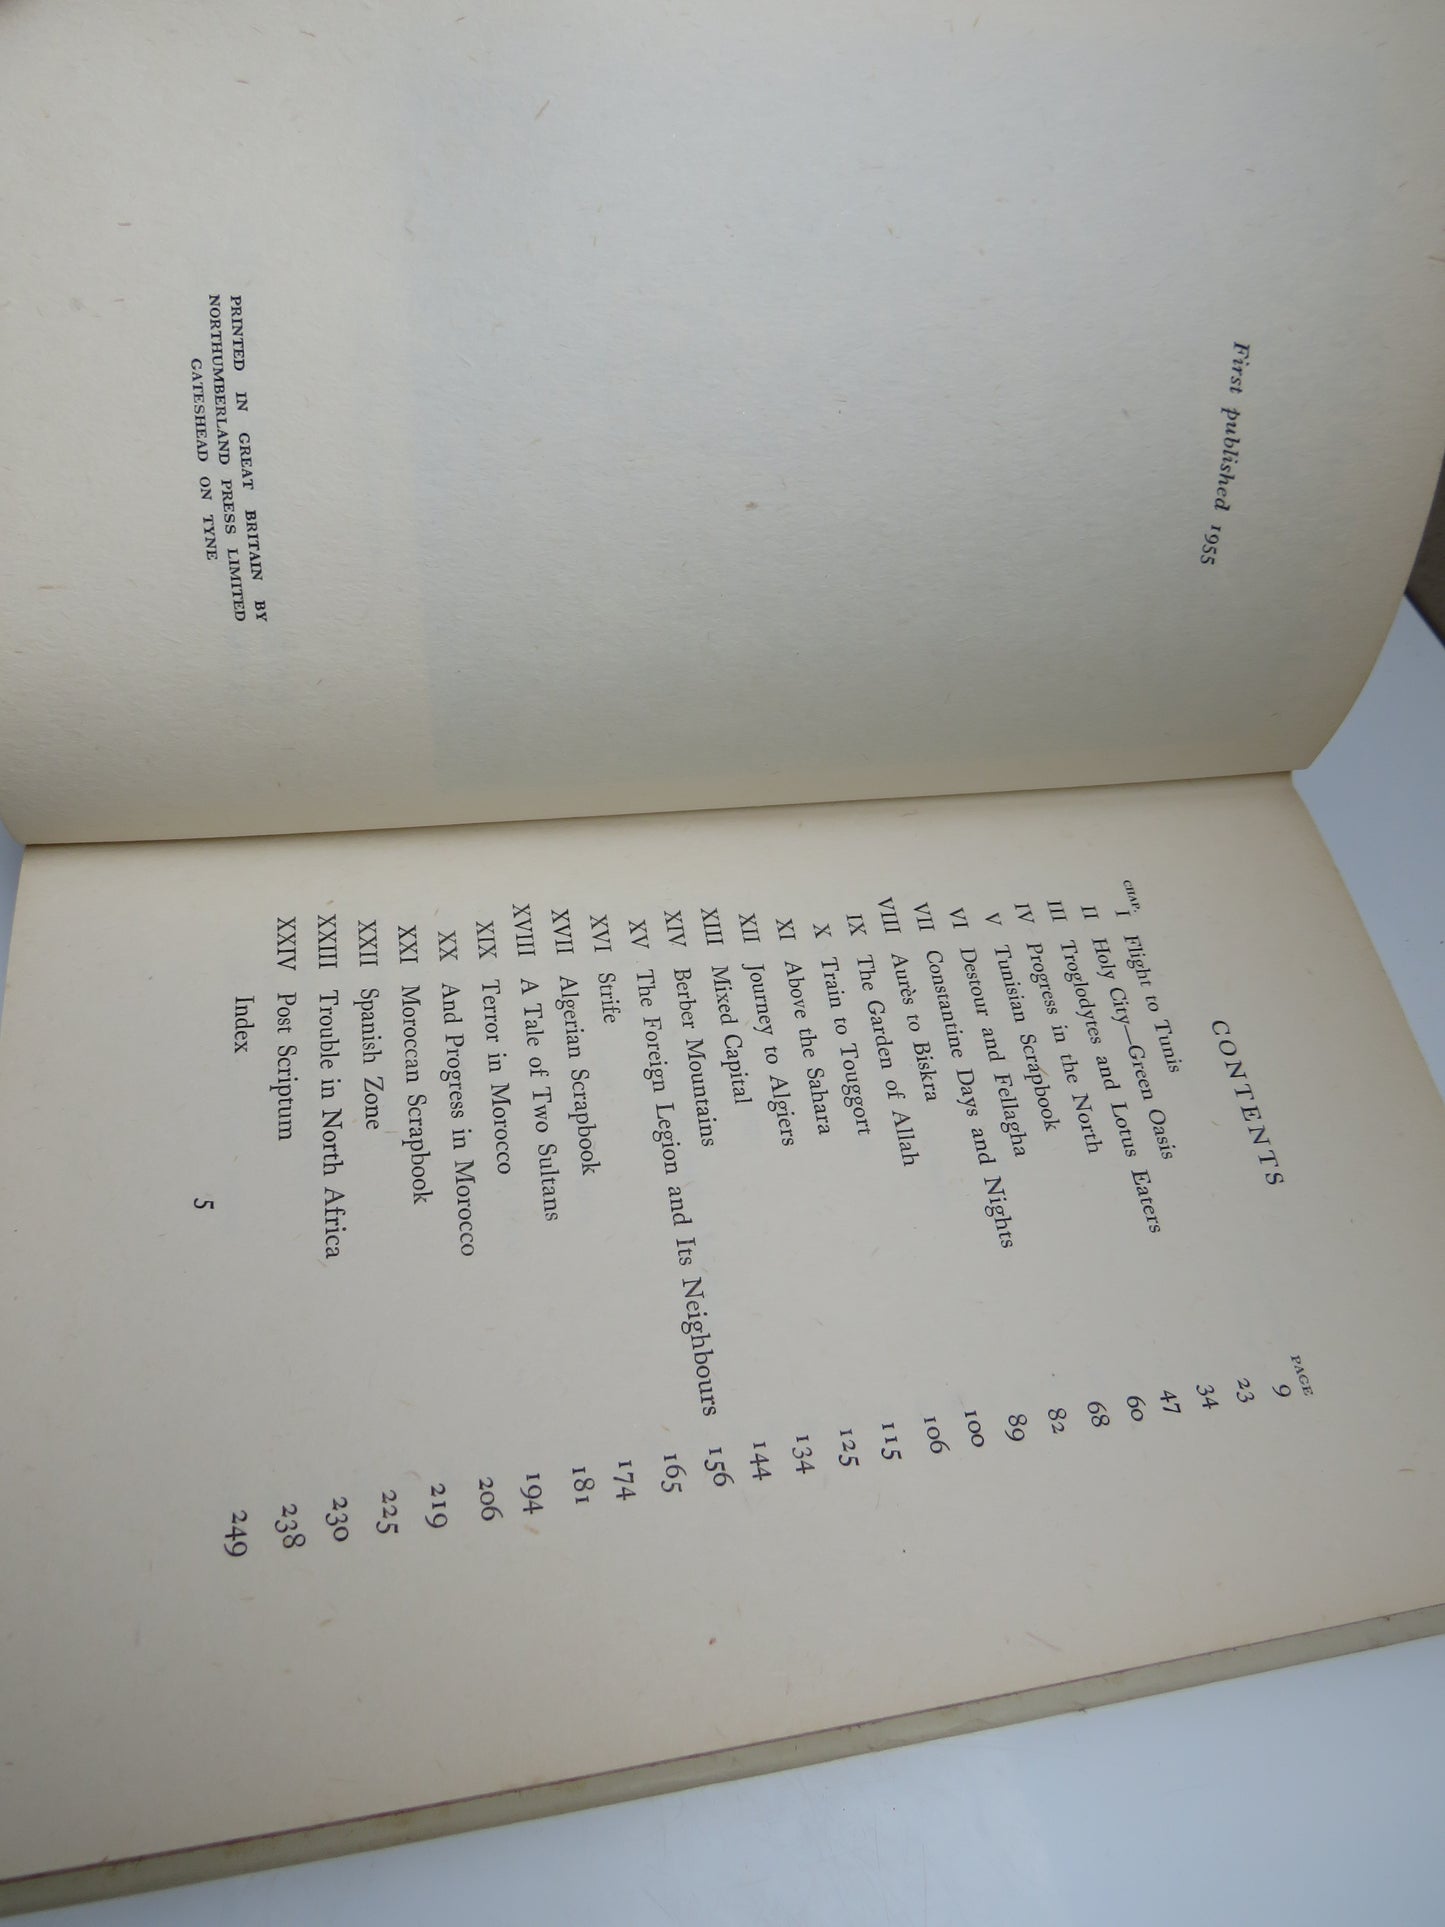 First published 1955
PRINTED IN GREAT BRITAIN BY
NORTHUMBERLAND PRESS LIMITED
GATESHEAD ON TYNE
CONTENTS
CHAP. PAGE
I Flight to Tunis 9
II Holy City—Green Oasis 23
III Troglodytes and Lotus Eaters 34
IV Progress in the North 47
V Tunisian Scrapbook 60
VI Destour and Fellagha 68
VII Constantine Days and Nights 82
VIII Aurès to Biskra 89
IX The Garden of Allah 100
X Train to Touggort 106
XI Above the Sahara 115
XII Journey to Algiers 125
XIII Mixed Capital 134
XIV Berber Mountains 144
XV The Foreign Legion and Its Neighbours 156
XVI Strife 165
XVII Algerian Scrapbook 174
XVIII A Tale of Two Sultans 181
XIX Terror in Morocco 194
XX And Progress in Morocco 206
XXI Moroccan Scrapbook 219
XXII Spanish Zone 225
XXIII Trouble in North Africa 230
XXIV Post Scriptum 238
Index 249
5